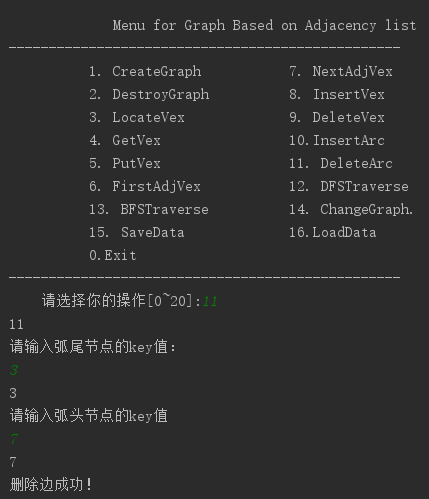 Menu for Graph Based on Adjacency list
-------------------------------------------------
1. CreateGraph 7. NextAdjVex
2. DestroyGraph 8. InsertVex
3. LocateVex 9. DeleteVex
4. GetVex 10.InsertArc
5. PutVex 11. DeleteArc
6. FirstAdjVex 12. DFSTraverse
13. BFSTraverse 14. ChangeGraph.
15. SaveData 16.LoadData
0.Exit
-------------------------------------------------
请选择你的操作[0~20]:11
11
请输入弧尾节点的key值:
3
3
请输入弧头节点的key值
7
7
删除边成功!